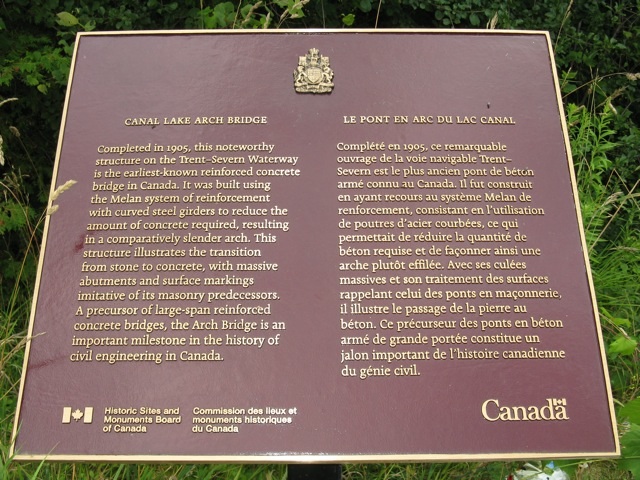 CANAL LAKE ARCH BRIDGE
Completed in 1905, this noteworthy
structure on the Trent–Severn Waterway
is the earliest-known reinforced concrete
bridge in Canada. It was built using
the Melan system of reinforcement
with curved steel girders to reduce the
amount of concrete required, resulting
in a comparatively slender arch. This
structure illustrates the transition
from stone to concrete, with massive
abutments and surface markings
imitative of its masonry predecessors.
A precursor of large-span reinforced
concrete bridges, the Arch Bridge is an
important milestone in the history of
civil engineering in Canada.
LE PONT EN ARC DU LAC CANAL
Complété en 1905, ce remarquable
ouvrage de la voie navigable Trent–
Severn est le plus ancien pont de béton
armé connu au Canada. Il fut construit
en ayant recours au système Melan de
renforcement, consistant en l'utilisation
de poutres d'acier courbées, ce qui
permettait de réduire la quantité de
béton requise et de façonner ainsi une
arche plutôt effilée. Avec ses culées
massives et son traitement des surfaces
rappelant celui des ponts en maçonnerie,
il illustre le passage de la pierre au
béton. Ce précurseur des ponts en béton
armé de grande portée constitue un
jalon important de l'histoire canadienne
du génie civil.
Historic Sites and
Monuments Board
of Canada
Commission des lieux et
monuments historiques
du Canada
Canada